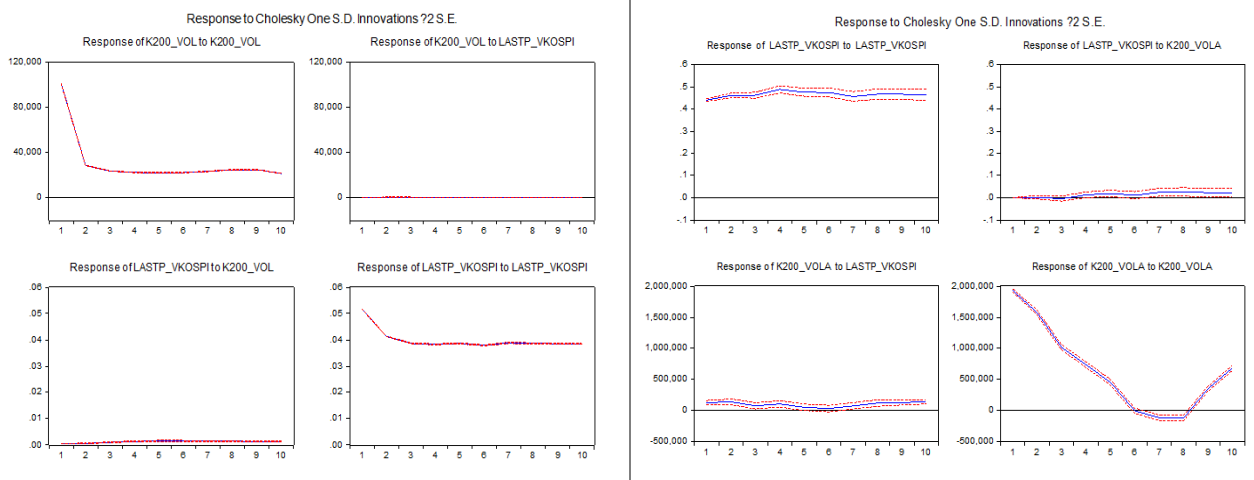 Response to Cholesky One S.D. Innovations ?2 S.E.
Response of K200_VOL to K200_VOL
Response of K200_VOL to LASTP_VKOSPI
120,000
80,000
40,000
0
1 2 3 4 5 6 7 8 9 10
120,000
80,000
40,000
0
1 2 3 4 5 6 7 8 9 10
Response of LASTP_VKOSPI to K200_VOL
Response of LASTP_VKOSPI to LASTP_VKOSPI
.06
.05
.04
.03
.02
.01
.00
1 2 3 4 5 6 7 8 9 10
.06
.05
.04
.03
.02
.01
.00
1 2 3 4 5 6 7 8 9 10
Response to Cholesky One S.D. Innovations ?2 S.E.
Response of LASTP_VKOSPI to LASTP_VKOSPI
Response of LASTP_VKOSPI to K200_VOLA
.6
.5
.4
.3
.2
.1
.0
-.1
1 2 3 4 5 6 7 8 9 10
.6
.5
.4
.3
.2
.1
.0
-.1
1 2 3 4 5 6 7 8 9 10
Response of K200_VOLA to LASTP_VKOSPI
Response of K200_VOLA to K200_VOLA
2,000,000
1,500,000
1,000,000
500,000
0
-500,000
1 2 3 4 5 6 7 8 9 10
2,000,000
1,500,000
1,000,000
500,000
0
-500,000
1 2 3 4 5 6 7 8 9 10